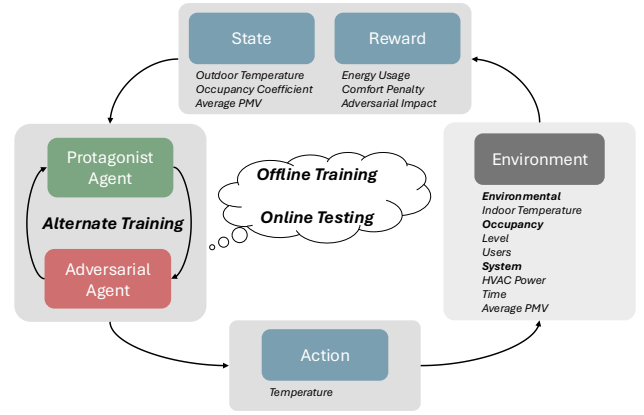 State
Outdoor Temperature
Occupancy Coefficient
Average PMV
Reward
Energy Usage
Comfort Penalty
Adversarial Impact
Protagonist
Agent
Alternate Training
Adversarial
Agent
Offline Training
Online Testing
Environment
Environmental
Indoor Temperature
Occupancy
Level
Users
System
HVAC Power
Time
Average PMV
Action
Temperature